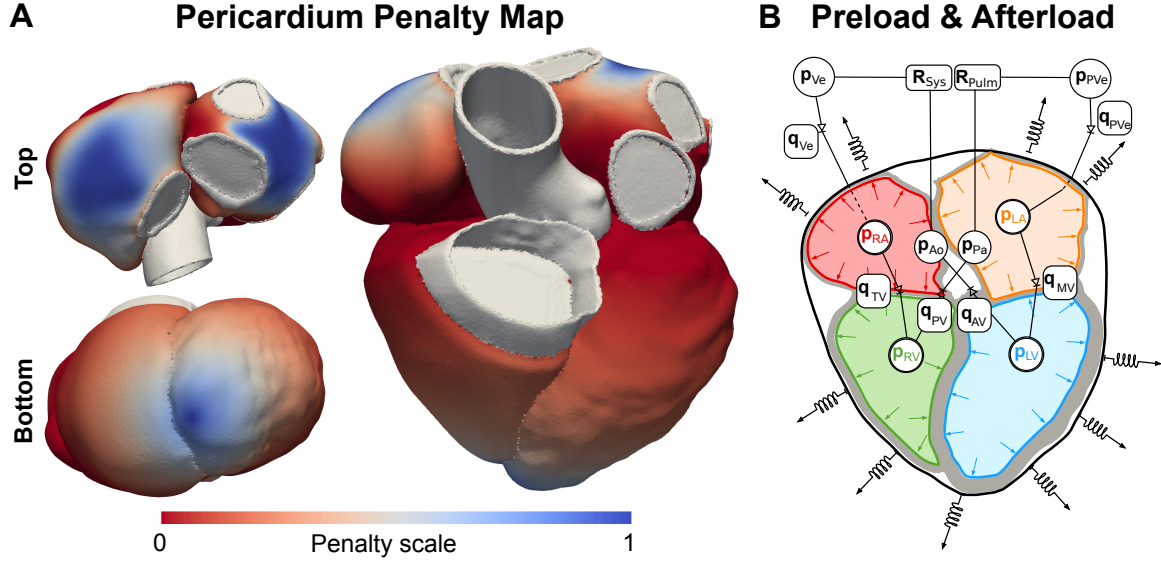 A
Pericardium Penalty Map
Top
Bottom
0
Penalty scale
1
B
Preload & Afterload
pVe
RSys
RPulm
pPVe
qVe
qPVe
pRA
pAo
pPa
pLA
qTV
qPV
qAV
qMV
pRV
pLV